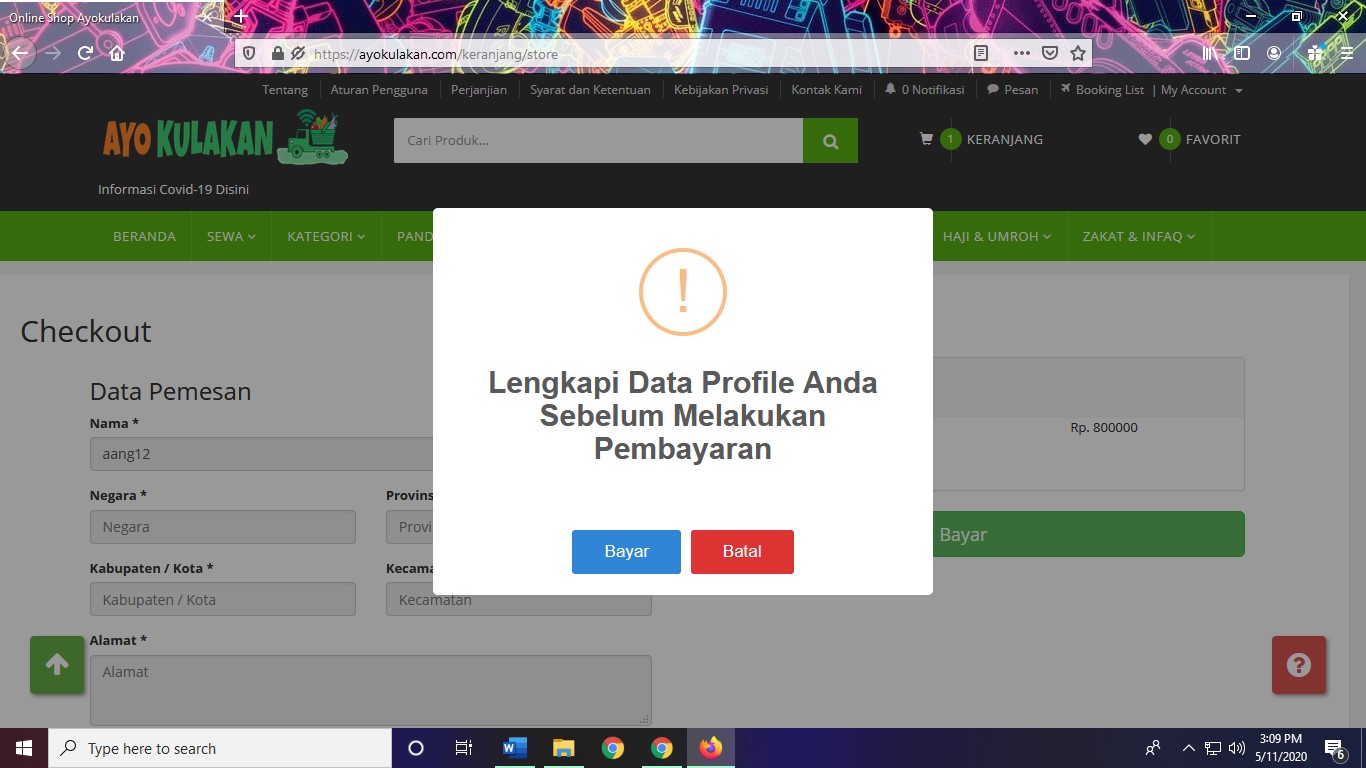 Online Shop Ayokulakan
https://ayokulakan.com/keranjang/store
Tentang Aturan Pengguna Perjanjian Syarat dan Ketentuan Kebijakan Privasi Kontak Kami 0 Notifikasi Pesan Booking List | My Account
AYO KULAKAN
Cari Produk...
1 KERANJANG
0 FAVORIT
Informasi Covid-19 Disini
BERANDA SEWA KATEGORI PAND HAJI & UMROH ZAKAT & INFAQ
!
Lengkapi Data Profile Anda
Sebelum Melakukan
Pembayaran
Bayar Batal
Checkout
Data Pemesan
Nama *
aang12
Negara * Provins
Negara Provi
Kabupaten / Kota * Kecama
Kabupaten / Kota Kecamatan
Alamat *
Alamat
Rp. 800000
Bayar
?
Type here to search
3:09 PM
5/11/2020
6